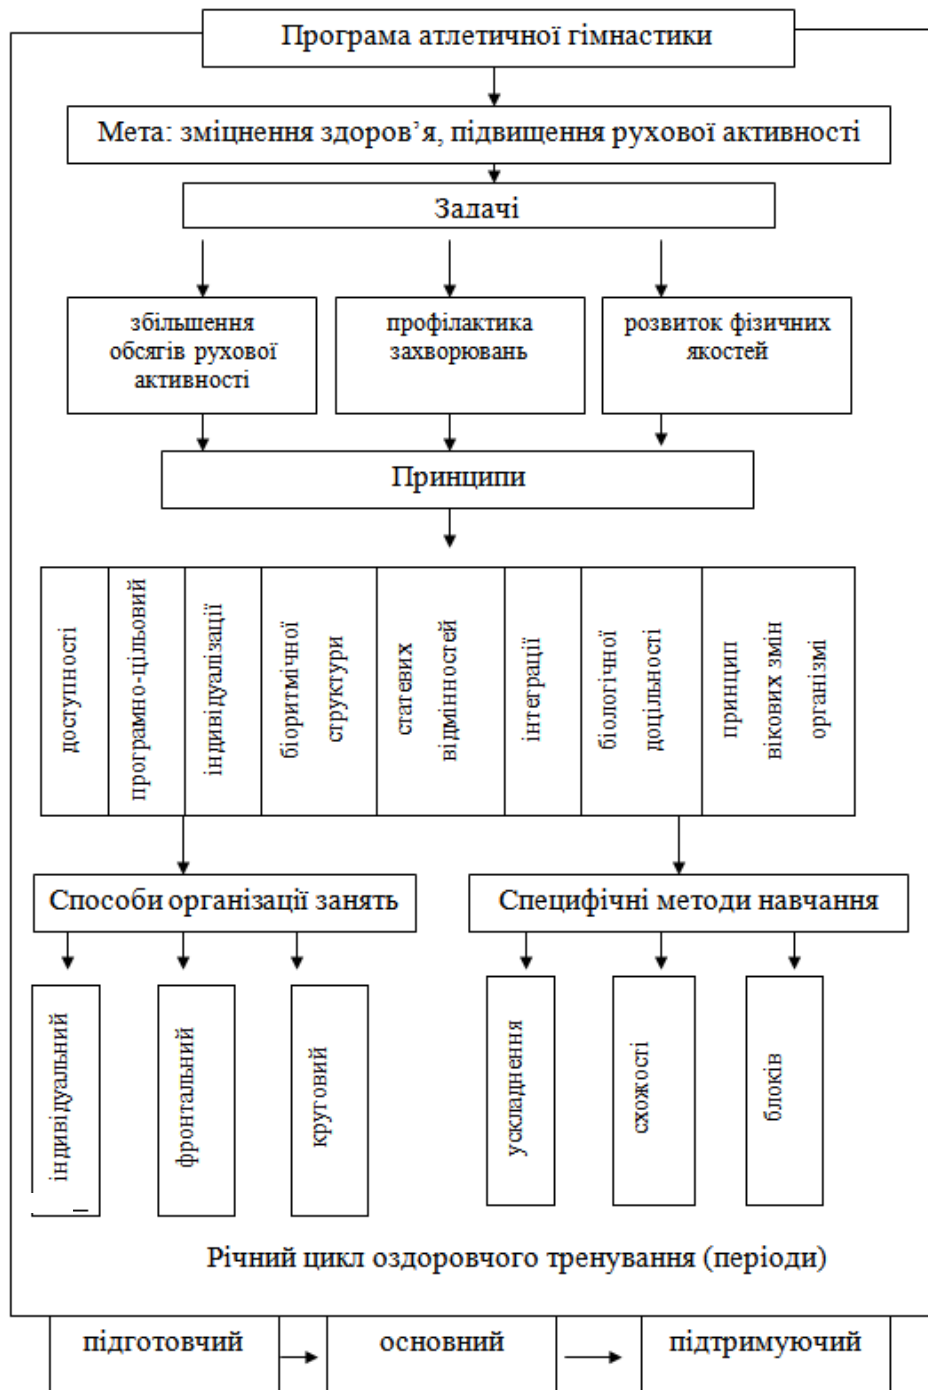 Програма атлетичної гімнастики
Мета: зміцнення здоров’я, підвищення рухової активності
Задачі
збільшення
обсягів рухової
активності
профілактика
захворювань
розвиток фізичних
якостей
Принципи
доступності
програмно-цільовий
індивидуалізації
біоритмічної
структури
статевих
відмінностей
інтеграції
біологічної
доцільності
принцип
вікових змін
організмі
Способи організації занять
Специфічні методи навчання
індивидуальний
фронтальний
круговий
ускладнення
схожості
блоків
Річний цикл оздоровчого тренування (періоди)
підготовчий
основний
підтримуючий